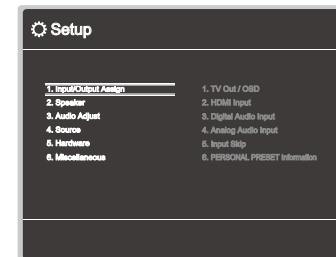 Setup
1. Input/Output Assign
2. Speaker
3. Audio Adjust
4. Source
5. Hardware
6. Miscellaneous
1. TV Out / OSD
2. HDMI Input
3. Digital Audio Input
4. Analog Audio Input
5. Input Skip
6. PERSONAL PRESET Information